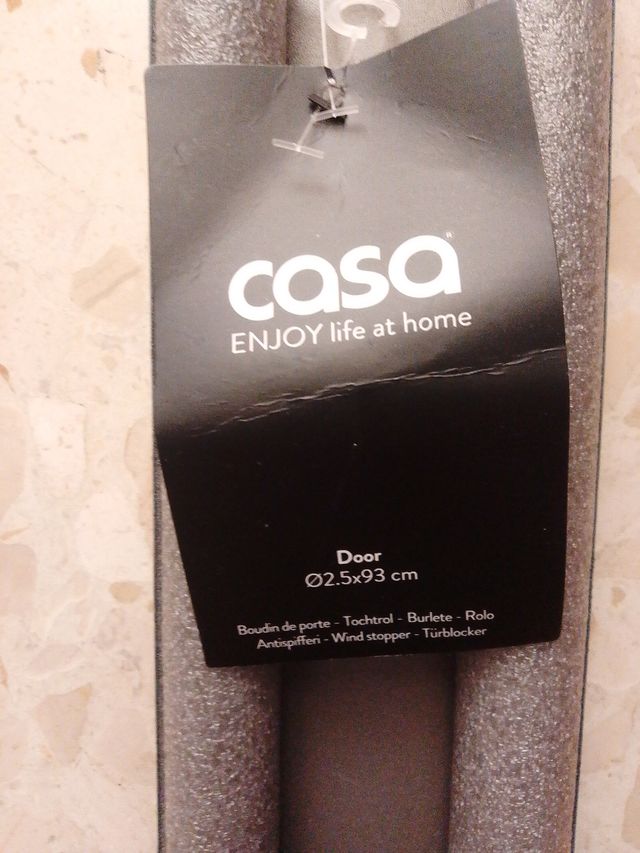 casa®
ENJOY life at home
Door
Ø2.5x93 cm
Boudin de porte - Tochtrol - Burlete - Rolo
Antispifferi - Wind stopper - Türblocker